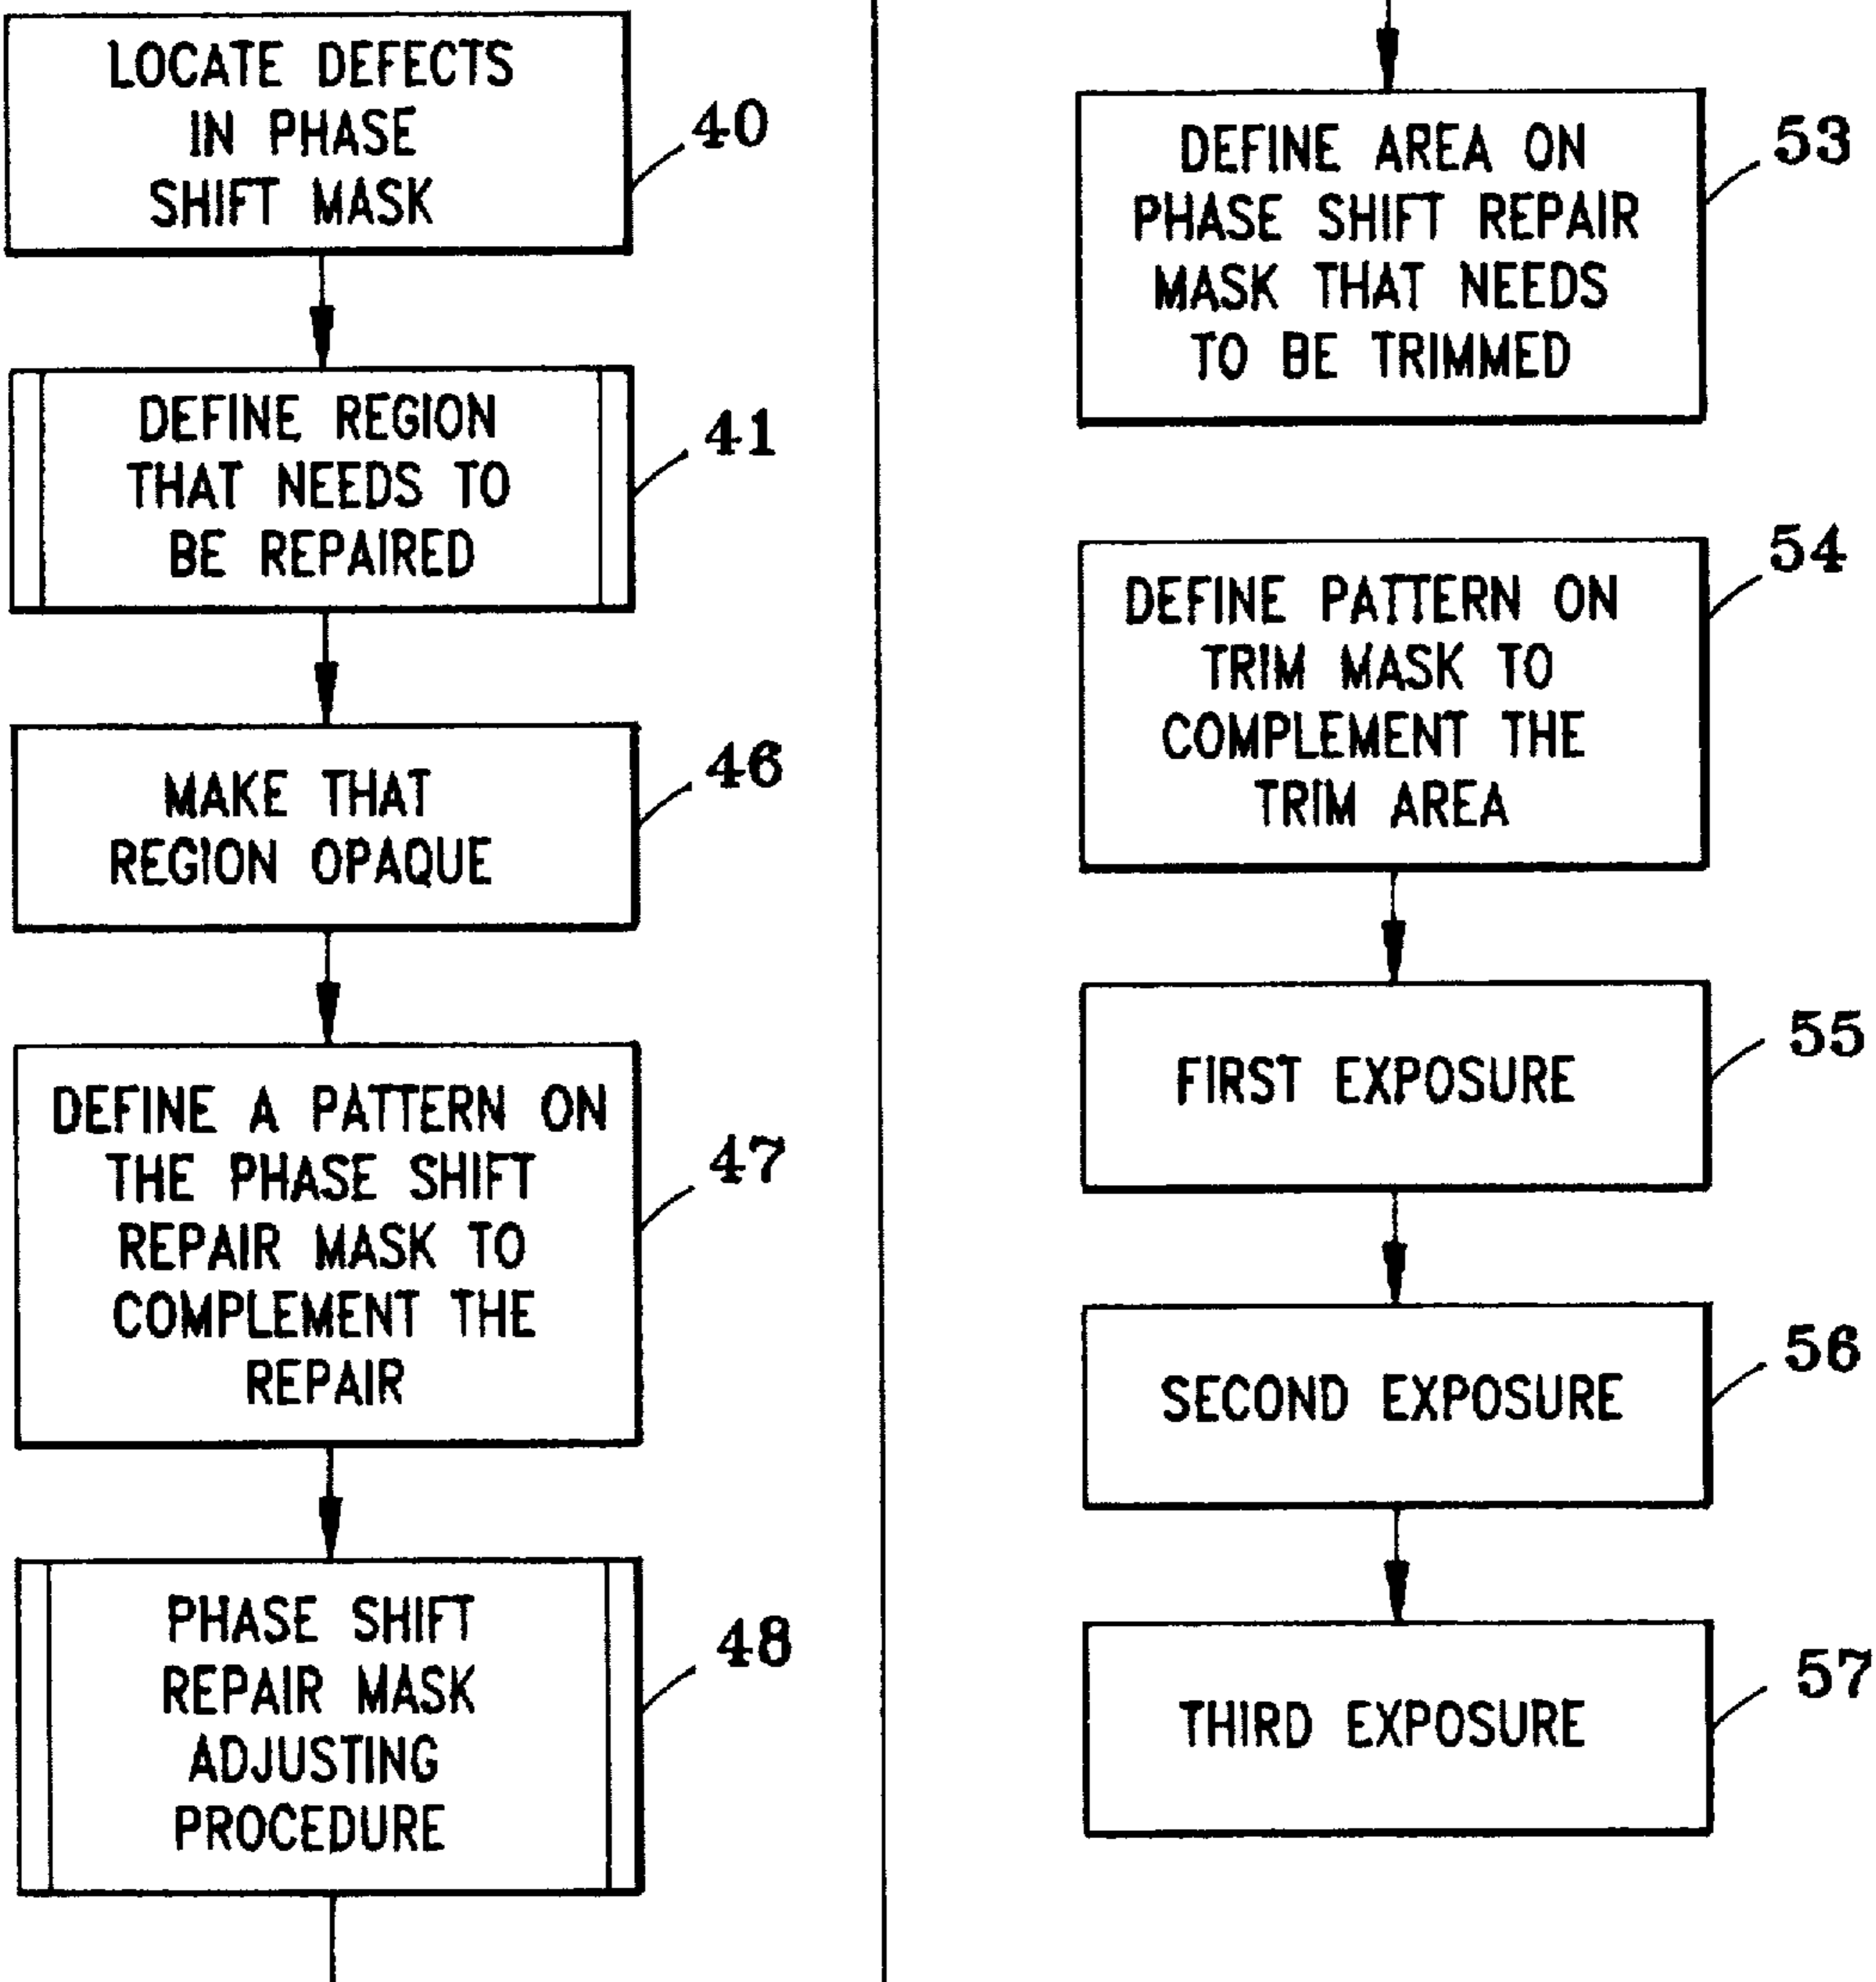 LOCATE DEFECTS
IN PHASE
SHIFT MASK
40
DEFINE REGION
THAT NEEDS TO
BE REPAIRED
41
MAKE THAT
REGION OPAQUE
46
DEFINE A PATTERN ON
THE PHASE SHIFT
REPAIR MASK TO
COMPLEMENT THE
REPAIR
47
PHASE SHIFT
REPAIR MASK
ADJUSTING
PROCEDURE
48
DEFINE AREA ON
PHASE SHIFT REPAIR
MASK THAT NEEDS
TO BE TRIMMED
53
DEFINE PATTERN ON
TRIM MASK TO
COMPLEMENT THE
TRIM AREA
54
FIRST EXPOSURE
55
SECOND EXPOSURE
56
THIRD EXPOSURE
57